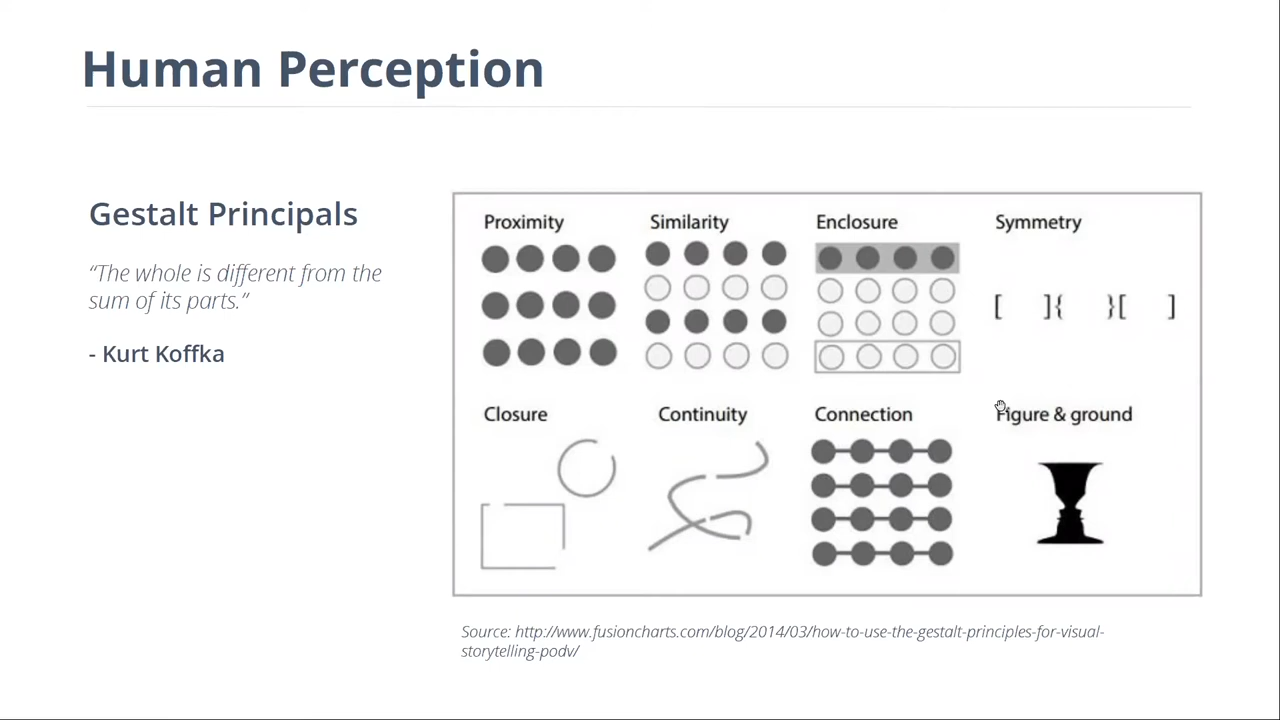 Human Perception
Gestalt Principals
“The whole is different from the
sum of its parts.”
- Kurt Koffka
Proximity
Similarity
Enclosure
Symmetry
[ ]{ }[ ]
Closure
Continuity
Connection
Figure & ground
Source: http://www.fusioncharts.com/blog/2014/03/how-to-use-the-gestalt-principles-for-visual-
storytelling-podv/